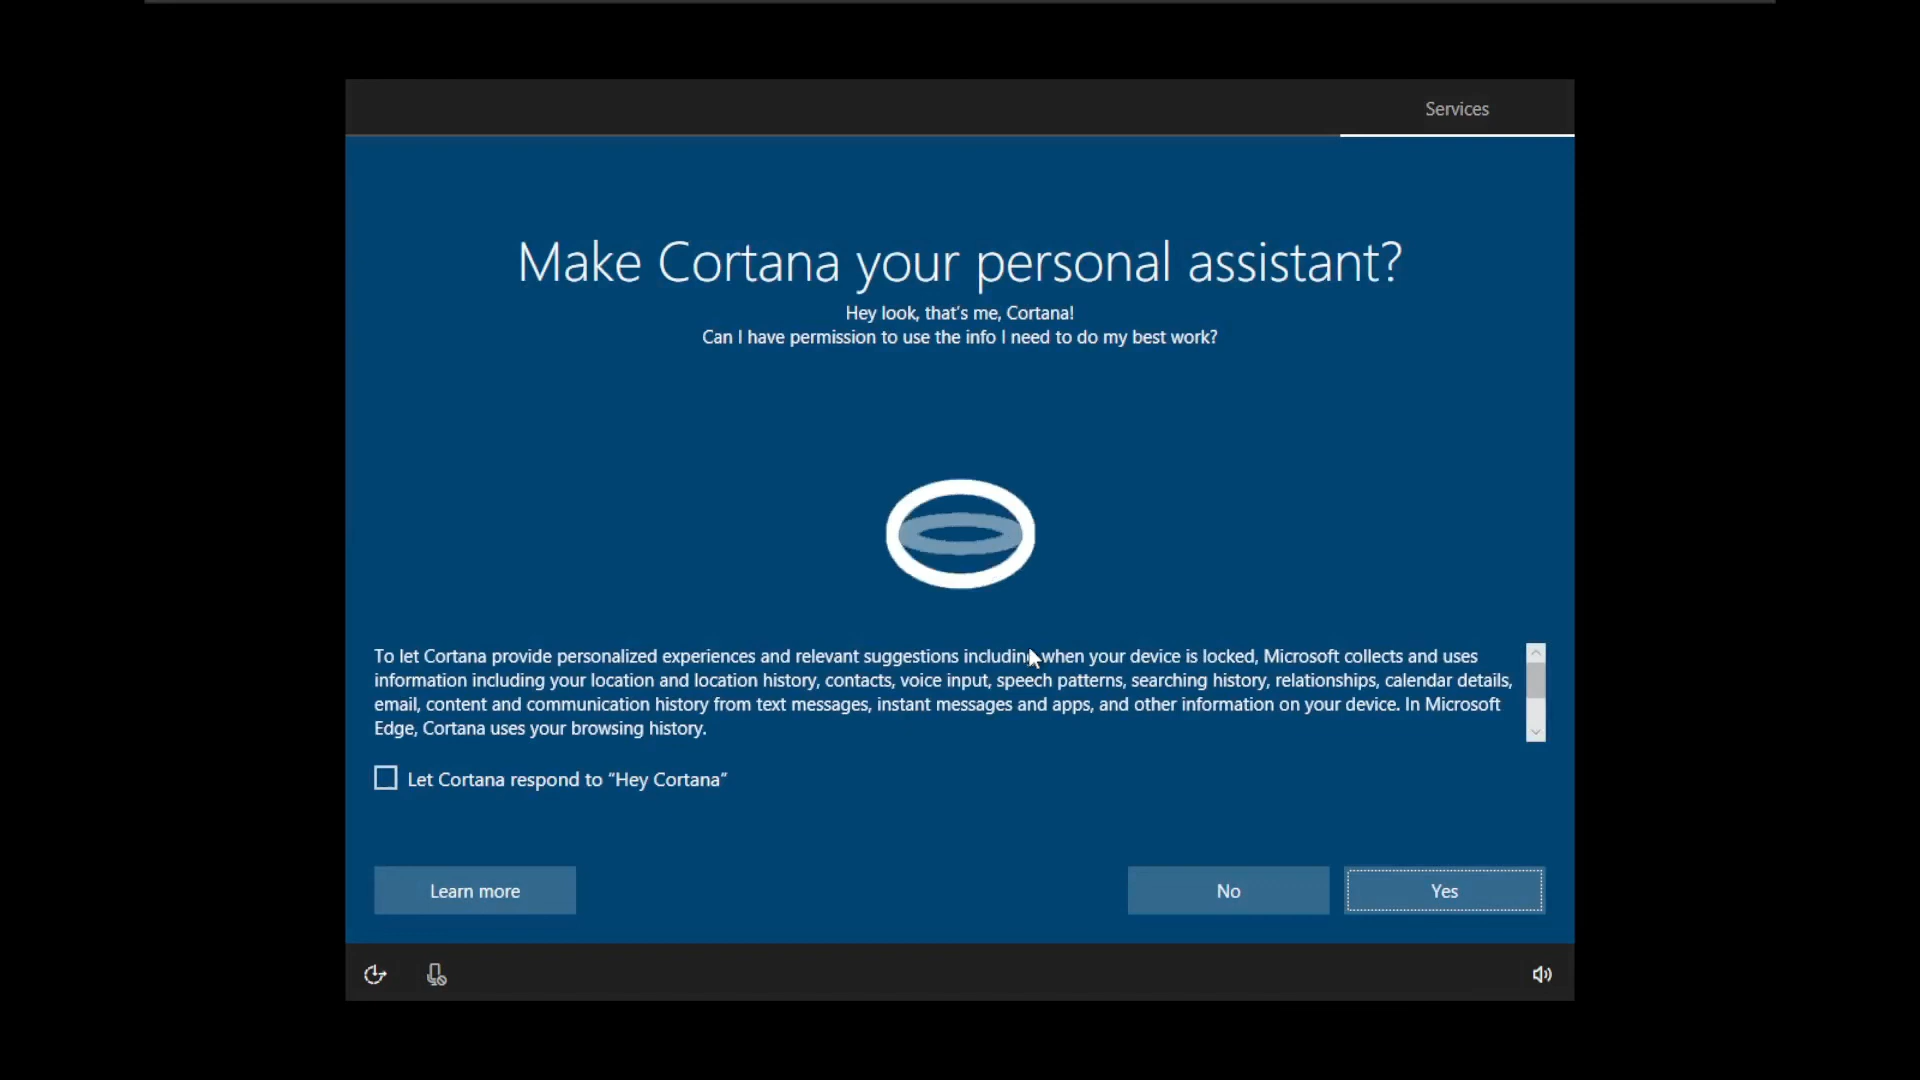 Services
Make Cortana your personal assistant?
Hey look, that's me, Cortana!
Can I have permission to use the info I need to do my best work?
To let Cortana provide personalized experiences and relevant suggestions including when your device is locked, Microsoft collects and uses
information including your location and location history, contacts, voice input, speech patterns, searching history, relationships, calendar details,
email, content and communication history from text messages, instant messages and apps, and other information on your device. In Microsoft
Edge, Cortana uses your browsing history.
Let Cortana respond to “Hey Cortana”
Learn more
No
Yes